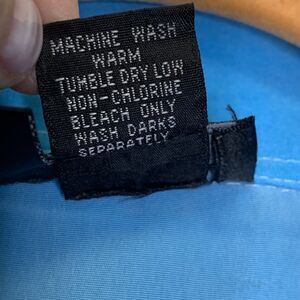 MACHINE WASH
WARM
TUMBLE DRY LOW
NON-CHLORINE
BLEACH ONLY
WASH DARKS
SEPARATELY